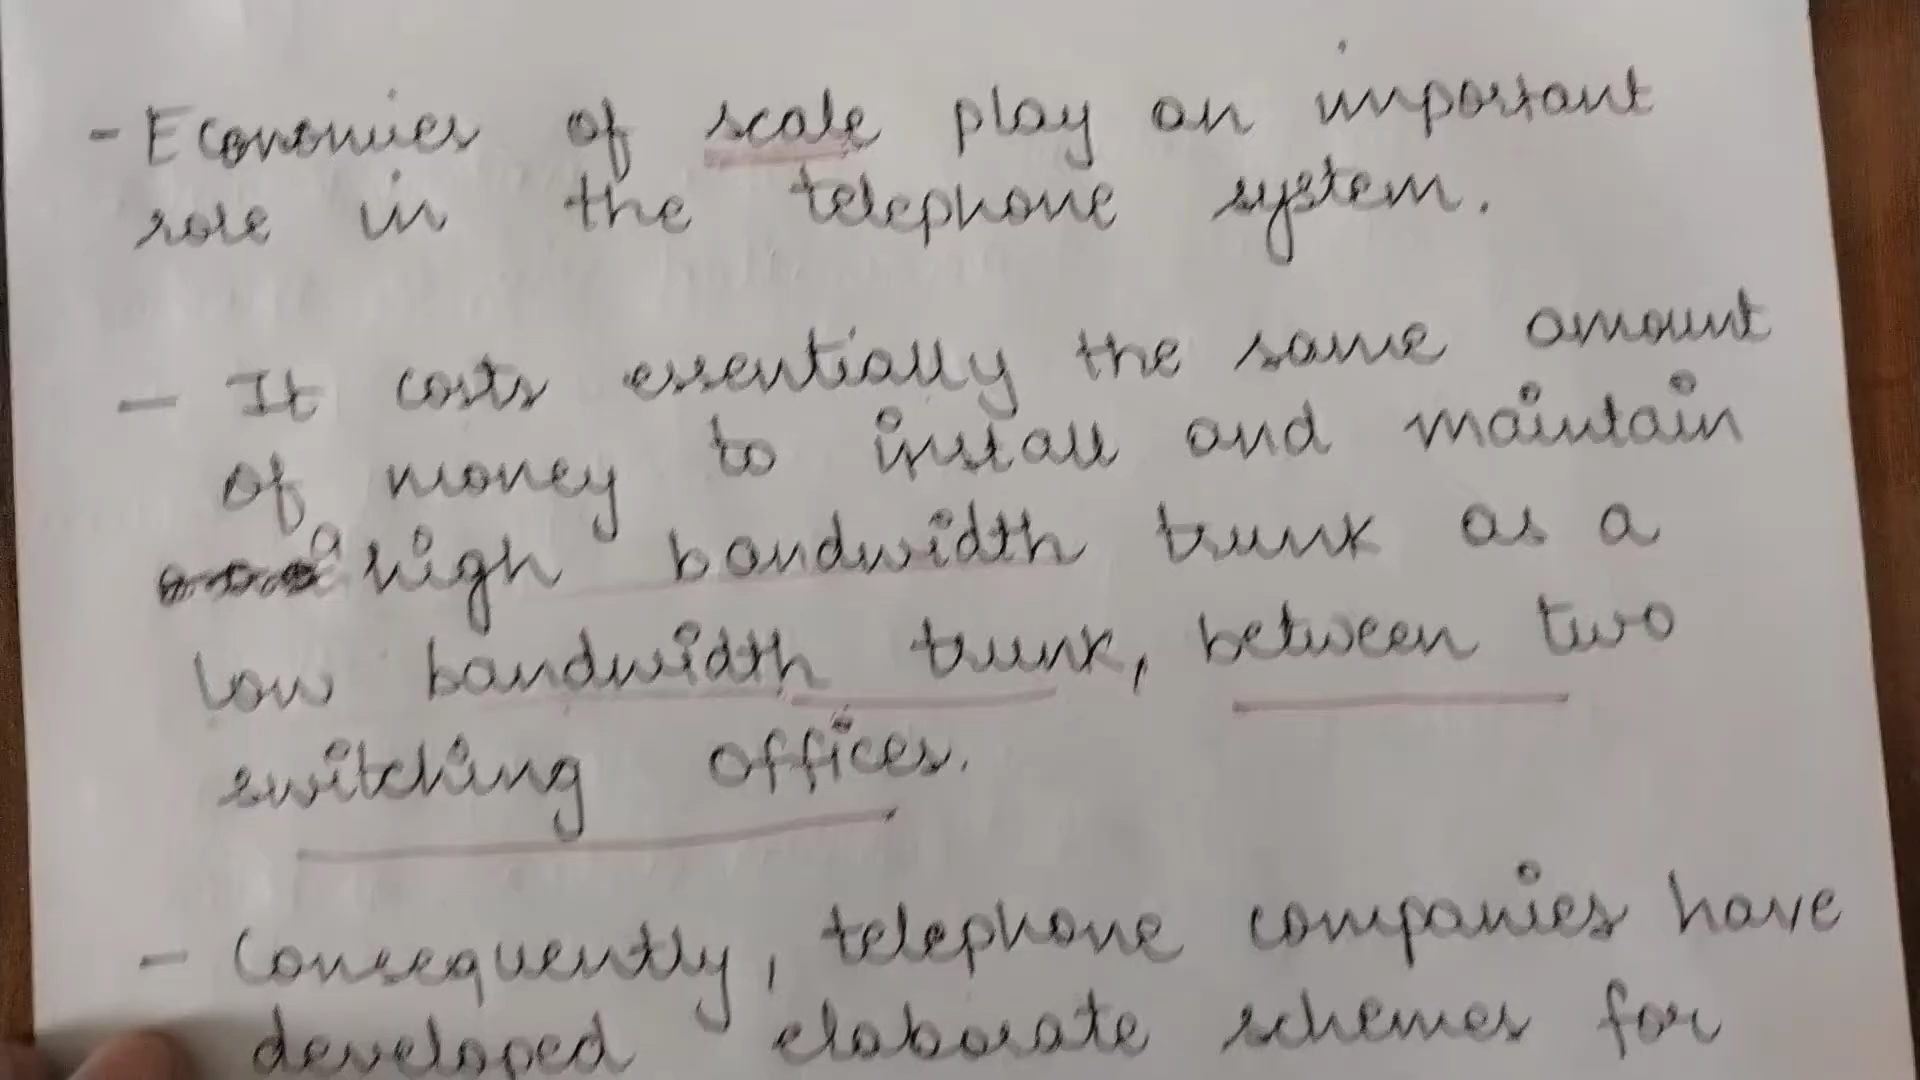 - Economies of scale play an important
role in the telephone system.
- It costs essentially the same amount
of money to install and maintain
a high bandwidth trunk as a
low bandwidth trunk, between two
switching offices.
- Consequently, telephone companies have
developed elaborate schemes for